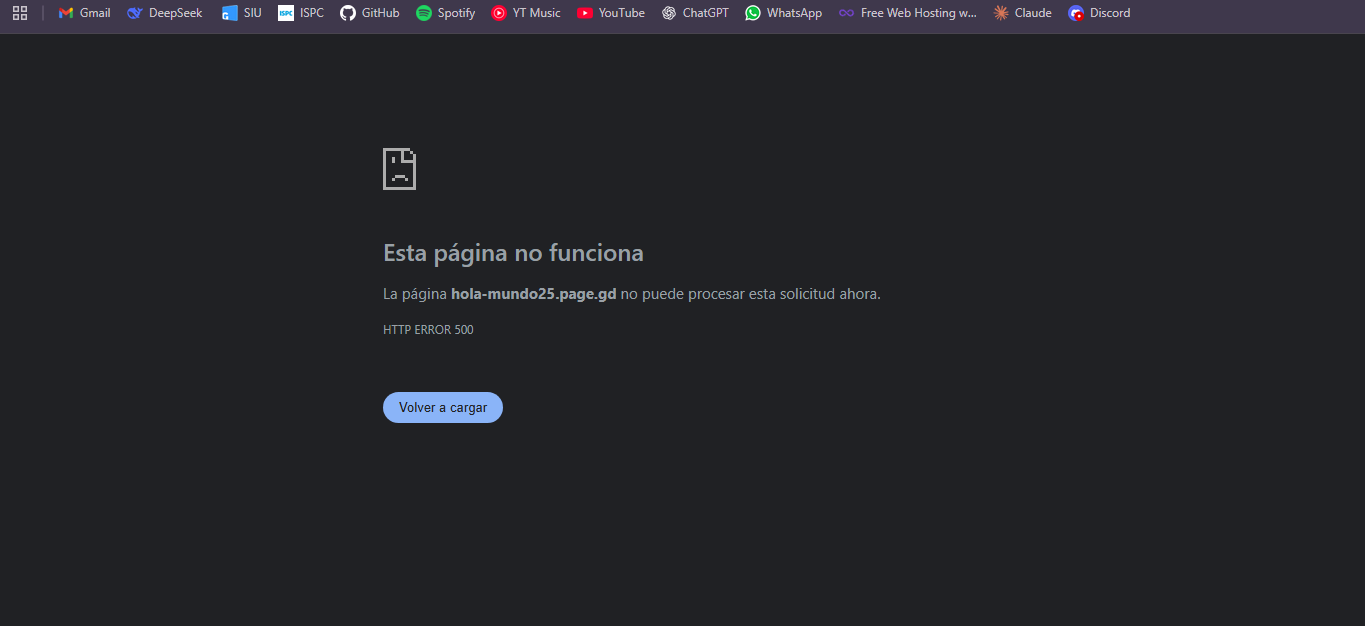 Gmail DeepSeek SIU ISPC ISPC GitHub Spotify YT Music YouTube ChatGPT WhatsApp Free Web Hosting w... Claude Discord
Esta página no funciona
La página hola-mundo25.page.gd no puede procesar esta solicitud ahora.
HTTP ERROR 500
Volver a cargar